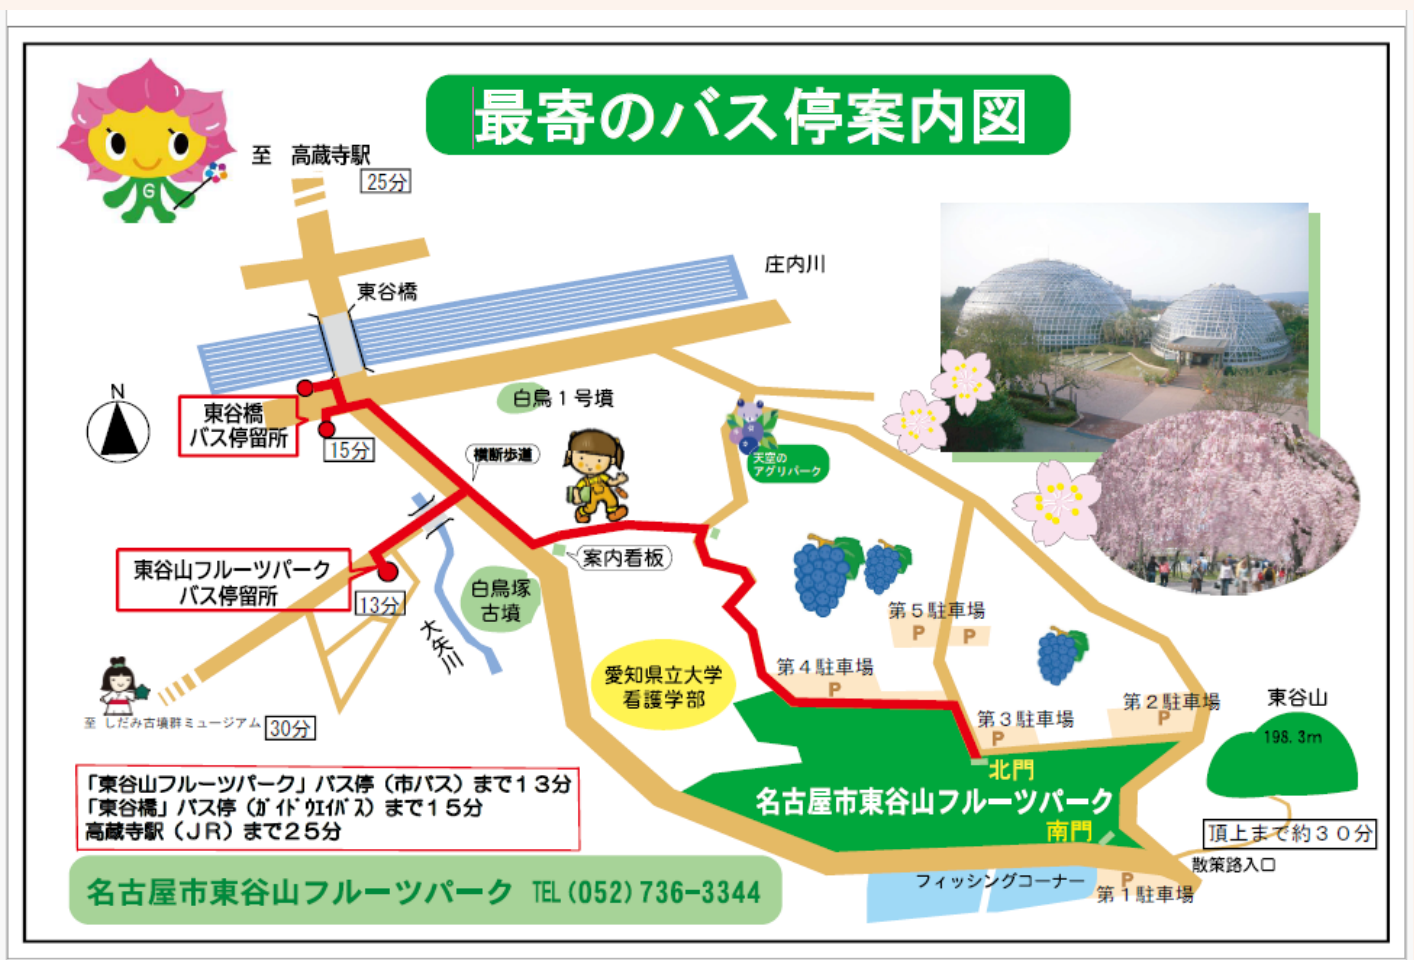 最寄のバス停案内図
G
至 高蔵寺駅
25分
庄内川
東谷橋
N
東谷橋
バス停留所
15分
白鳥１号墳
横断歩道
天空の
アグリパーク
案内看板
東谷山フルーツパーク
バス停留所
13分
白鳥塚
古墳
大矢川
第５駐車場
P
P
愛知県立大学
看護学部
第４駐車場
P
第３駐車場
P
第２駐車場
P
東谷山
198.3m
至 しだみ古墳群ミュージアム
30分
北門
名古屋市東谷山フルーツパーク
南門
頂上まで約３０分
散策路入口
フィッシングコーナー
P
第１駐車場
「東谷山フルーツパーク」バス停（市バス）まで１３分
「東谷橋」バス停（ｶﾞｲﾄﾞｳｴｲﾊﾞｽ）まで１５分
高蔵寺駅（ＪＲ）まで２５分
名古屋市東谷山フルーツパーク TEL(052)736-3344